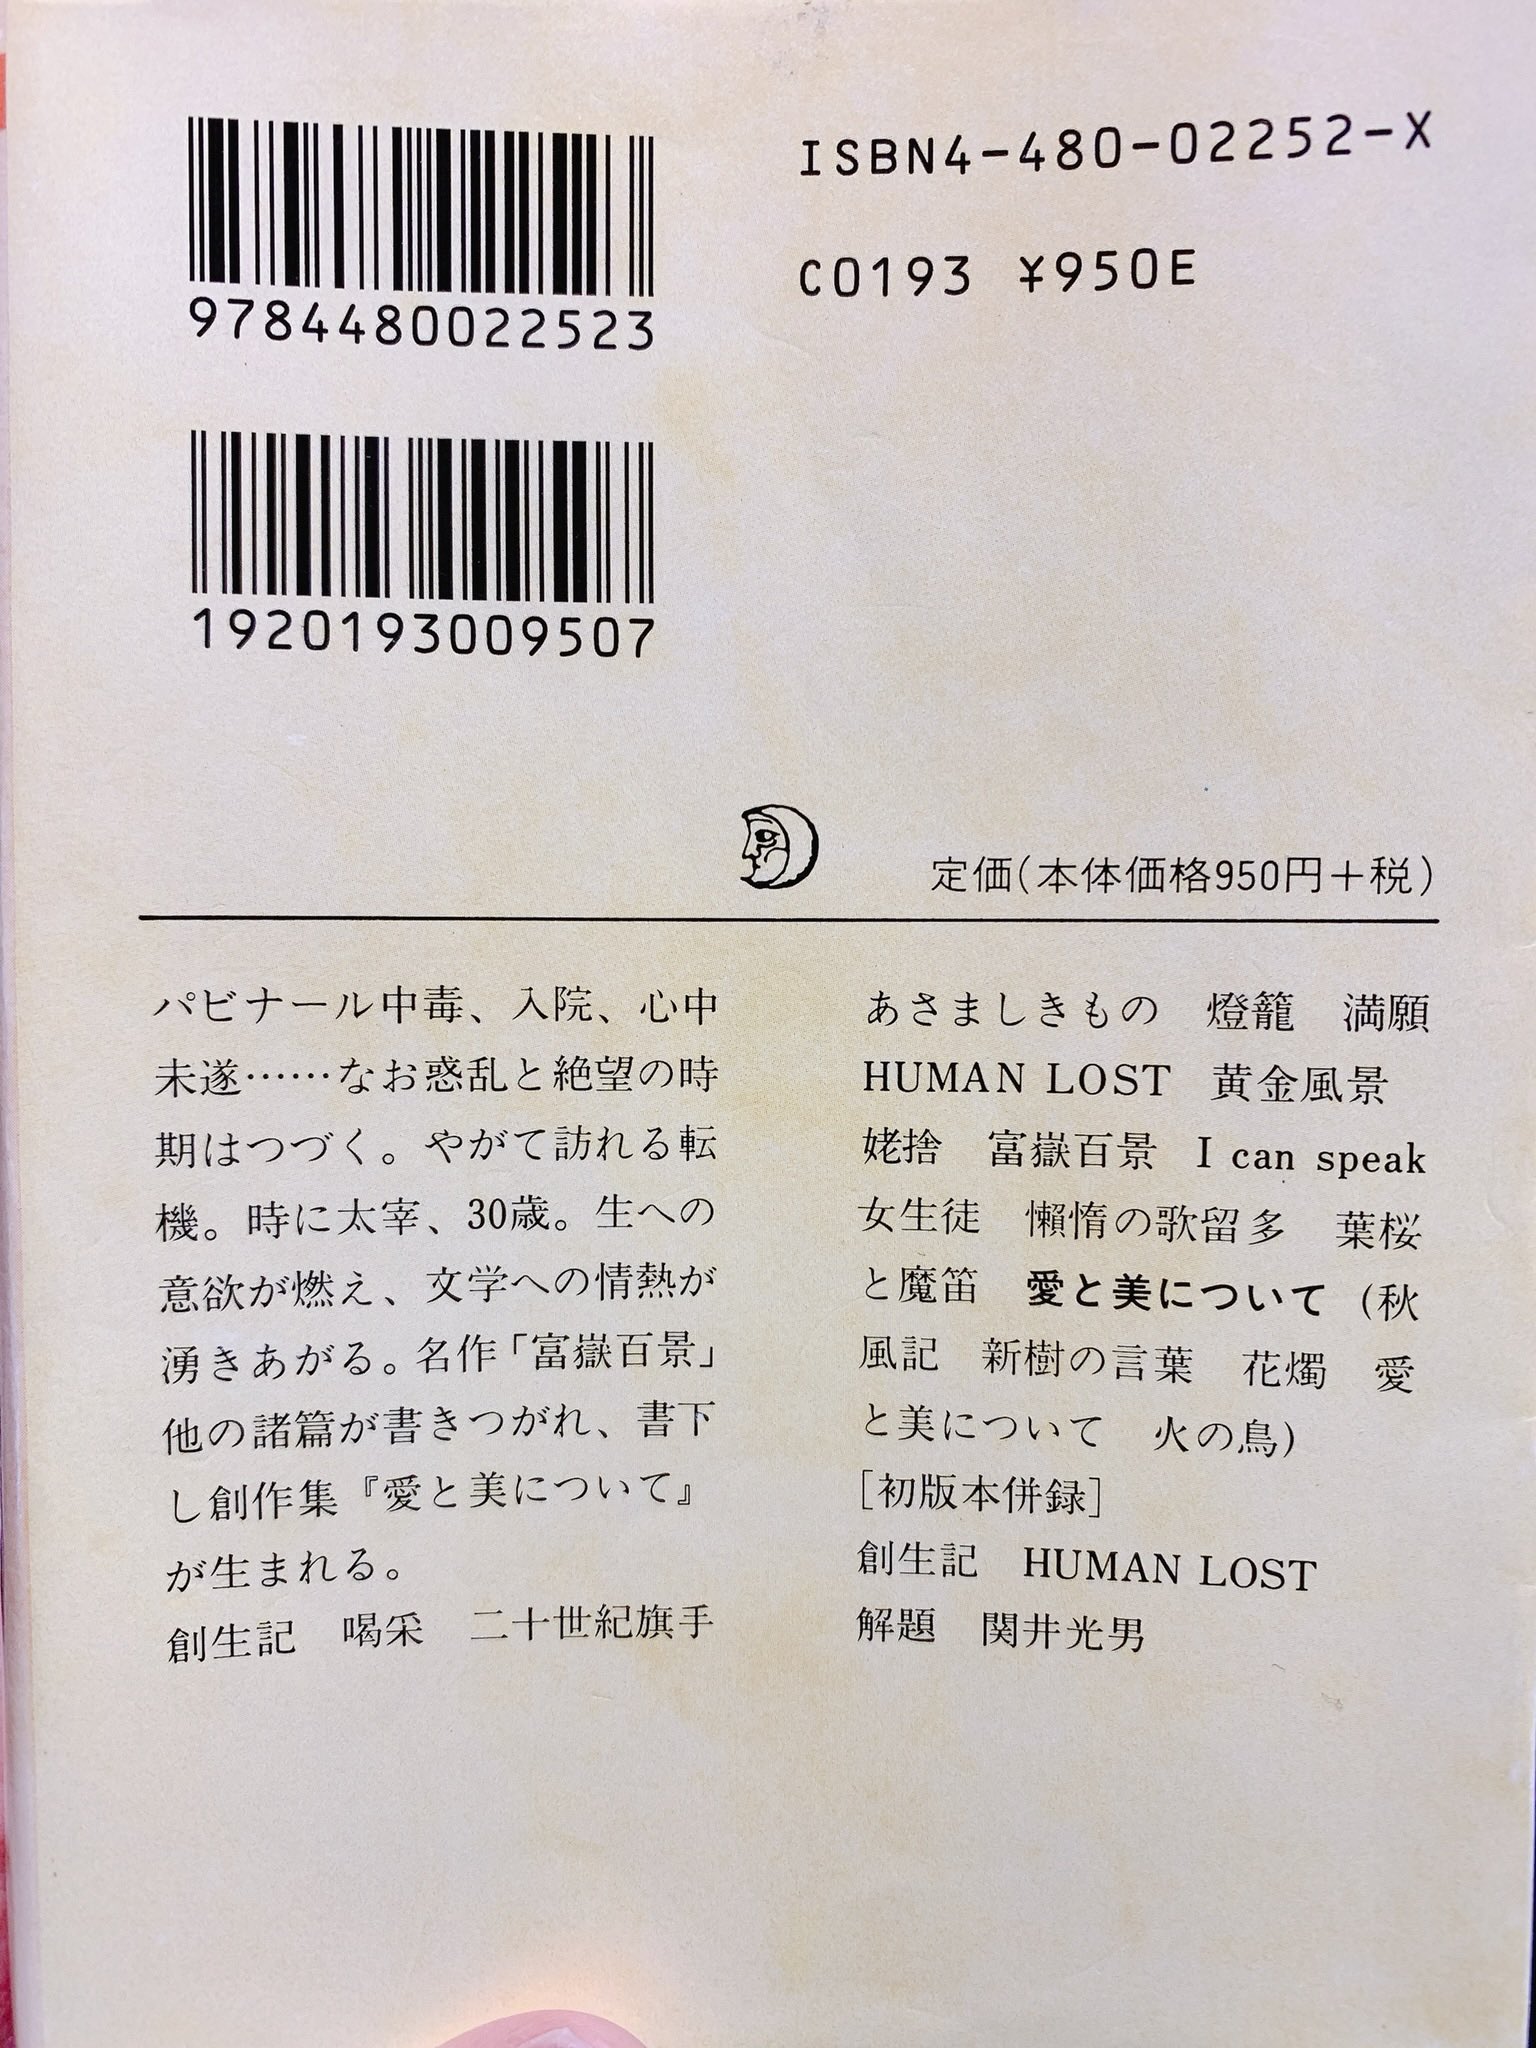 9784480022523
ISBN4-480-02252-X
C0193 ¥950E
1920193009507
定価(本体価格950円+税)
パビナール中毒、入院、心中
未遂……なお惑乱と絶望の時
期はつづく。やがて訪れる転
機。時に太宰、30歳。生への
意欲が燃え、文学への情熱が
湧きあがる。名作「富嶽百景」
他の諸篇が書きつがれ、書下
し創作集『愛と美について』
が生まれる。
創生記　喝采　二十世紀旗手
あさましきもの　燈籠　満願
HUMAN LOST　黄金風景
姥捨　富嶽百景　I can speak
女生徒　懶惰の歌留多　葉桜
と魔笛　愛と美について（秋
風記　新樹の言葉　花燭　愛
と美について　火の鳥）
［初版本併録］
創生記　HUMAN LOST
解題　関井光男